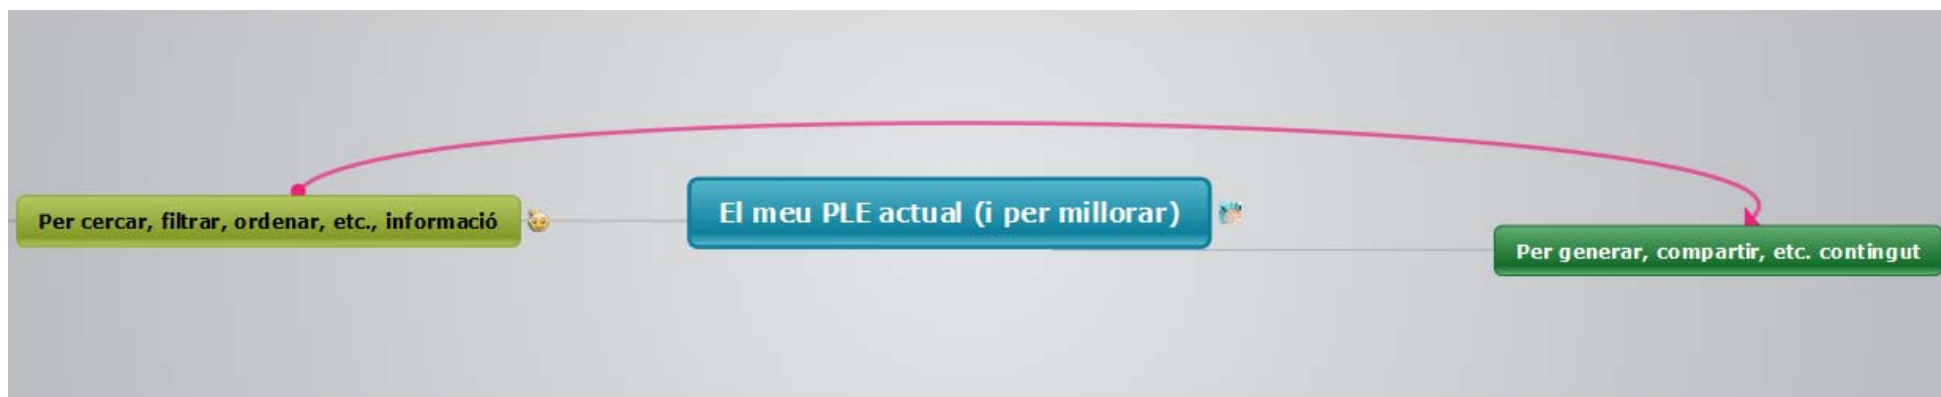 Per cercar, filtrar, ordenar, etc., informació
El meu PLE actual (i per millorar)
Per generar, compartir, etc. contingut